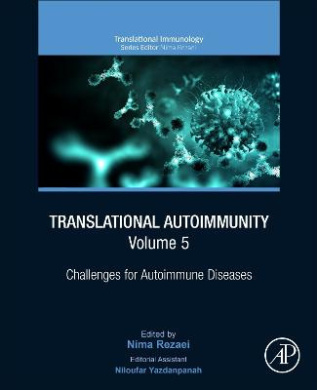 Translational Immunology
Series Editor Nima Rezaei
TRANSLATIONAL AUTOIMMUNITY
Volume 5
Challenges for Autoimmune Diseases
Edited by
Nima Rezaei
Editorial Assistant
Niloufar Yazdanpanah
AP